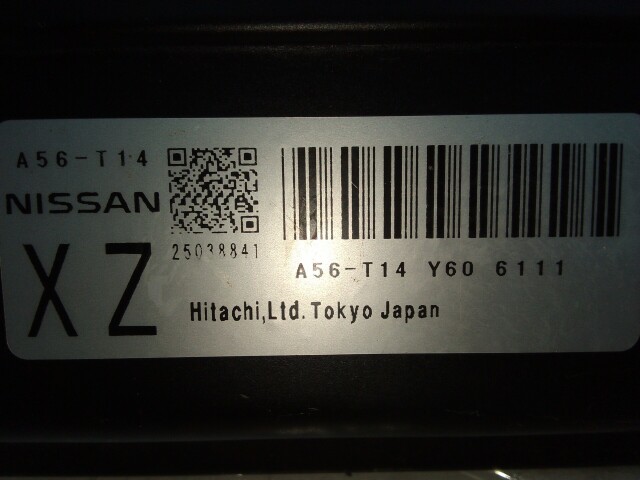 A56-T14
NISSAN
XZ
25038841
A56-T14 Y60 6111
Hitachi,Ltd. Tokyo Japan